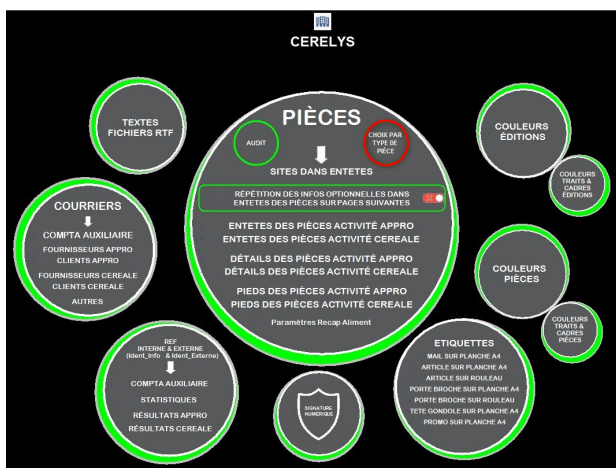 CERELYS
TEXTES
FICHIERS RTF
PIÈCES
AUDIT
CHOIX PAR
TYPE DE
PIÈCE
SITES DANS ENTETES
RÉPÉTITION DES INFOS OPTIONNELLES DANS
ENTETES DES PIÈCES SUR PAGES SUIVANTES
ENTETES DES PIÈCES ACTIVITÉ APPRO
ENTETES DES PIÈCES ACTIVITÉ CEREALE
DÉTAILS DES PIÈCES ACTIVITÉ APPRO
DÉTAILS DES PIÈCES ACTIVITÉ CEREALE
PIEDS DES PIÈCES ACTIVITÉ APPRO
PIEDS DES PIÈCES ACTIVITÉ CEREALE
Paramètres Recap Aliment
COULEURS
ÉDITIONS
COULEURS
TRAITS &
CADRES
ÉDITIONS
COURRIERS
COMPTA AUXILIAIRE
FOURNISSEURS APPRO
CLIENTS APPRO
FOURNISSEURS CEREALE
CLIENTS CEREALE
AUTRES
COULEURS
PIÈCES
COULEURS
TRAITS &
CADRES
PIÈCES
REF
INTERNE & EXTERNE
(Ident_Info & Ident_Externe)
COMPTA AUXILIAIRE
STATISTIQUES
RÉSULTATS APPRO
RÉSULTATS CEREALE
SIGNATURE
NUMÉRIQUE
ETIQUETTES
MAIL SUR PLANCHE A4
ARTICLE SUR PLANCHE A4
ARTICLE SUR ROULEAU
PORTE BROCHE SUR PLANCHE A4
PORTE BROCHE SUR ROULEAU
TETE GONDOLE SUR PLANCHE A4
PROMO SUR PLANCHE A4